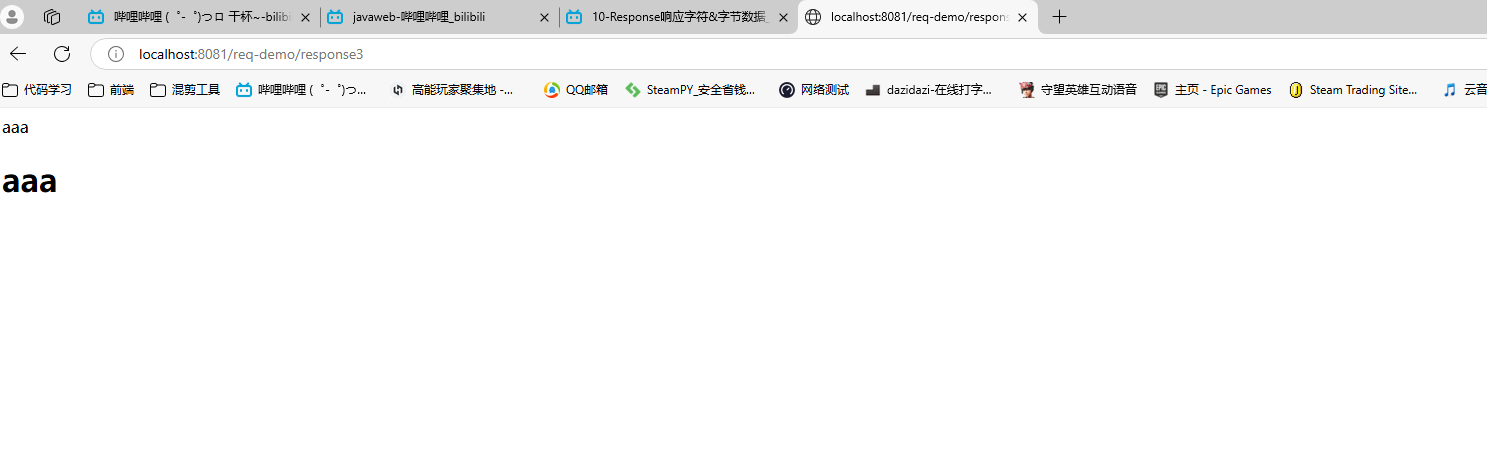 哔哩哔哩 (゜-゜)つロ 干杯~-bilibi
javaweb-哔哩哔哩_bilibili
10-Response响应字符&字节数据_
localhost:8081/req-demo/respons
localhost:8081/req-demo/response3
代码学习
前端
混剪工具
哔哩哔哩 (゜-゜)つ...
高能玩家聚集地 -...
QQ邮箱
SteamPY_安全省钱...
网络测试
dazidazi-在线打字...
守望英雄互动语音
主页 - Epic Games
Steam Trading Site...
云音
aaa
aaa